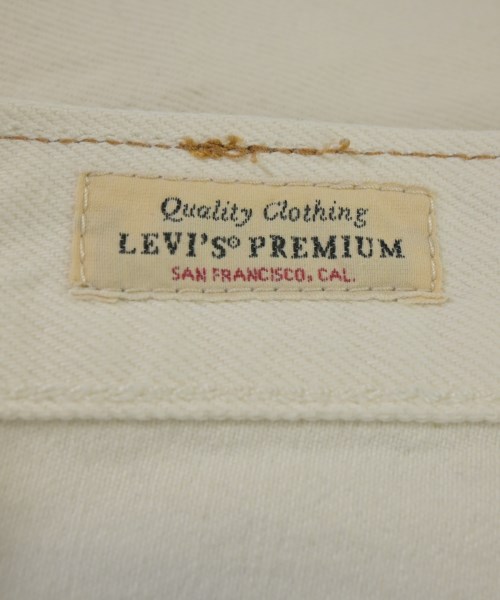 Quality Clothing
LEVI'S® PREMIUM
SAN FRANCISCO, CAL.